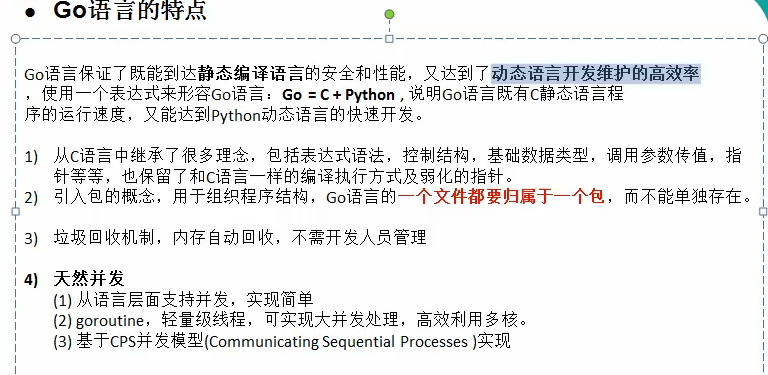 ● Go语言的特点
Go语言保证了既能到达静态编译语言的安全和性能，又达到了动态语言开发维护的高效率
，使用一个表达式来形容Go语言：Go = C + Python , 说明Go语言既有C静态语言程
序的运行速度，又能达到Python动态语言的快速开发。
1) 从C语言中继承了很多理念，包括表达式语法，控制结构，基础数据类型，调用参数传值，指
针等等，也保留了和C语言一样的编译执行方式及弱化的指针。
2) 引入包的概念，用于组织程序结构，Go语言的一个文件都要归属于一个包，而不能单独存在。
3) 垃圾回收机制，内存自动回收，不需开发人员管理
4) 天然并发
(1) 从语言层面支持并发，实现简单
(2) goroutine，轻量级线程，可实现大并发处理，高效利用多核。
(3) 基于CPS并发模型(Communicating Sequential Processes )实现